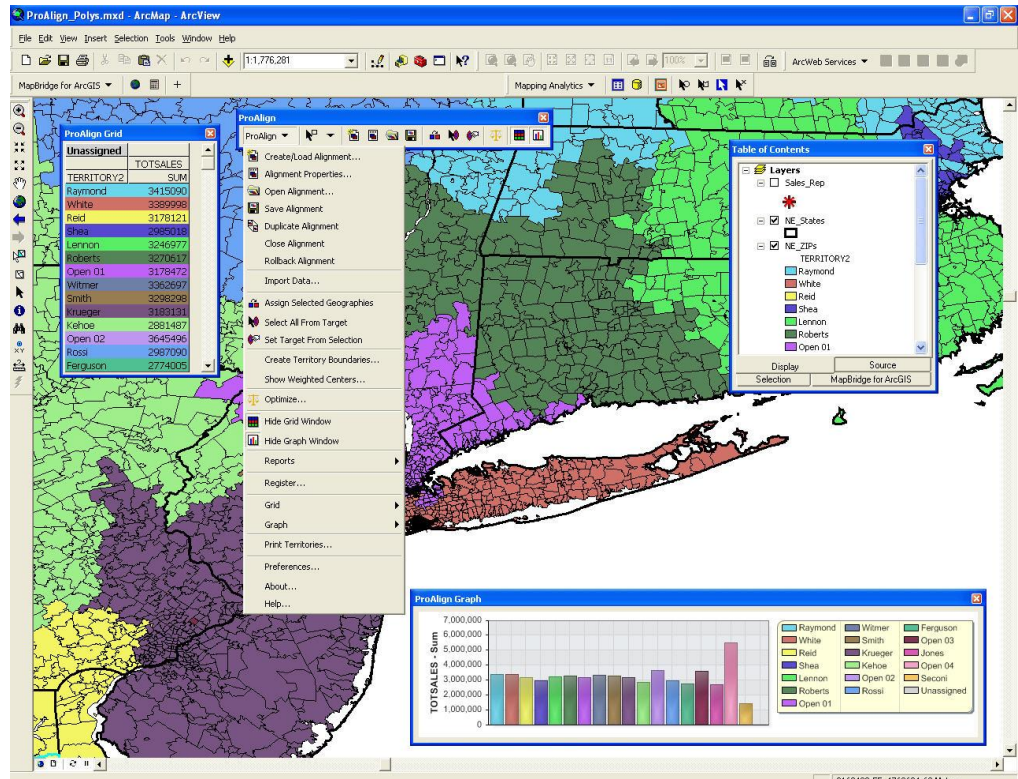 ProAlign_Polys.mxd - ArcMap - ArcView
File Edit View Insert Selection Tools Window Help
1:1,776,281
100%
ArcWeb Services
MapBridge for ArcGIS
Mapping Analytics
ProAlign Grid
Unassigned
TOTSALES
TERRITORY2 SUM
Raymond 3415090
White 3389998
Reid 3178121
Shea 2985018
Lennon 3246977
Roberts 3270617
Open 01 3178472
Witmer 3362697
Smith 3298298
Krueger 3183131
Kehoe 2881487
Open 02 3645496
Rossi 2987090
Ferguson 2774005
ProAlign
ProAlign
Create/Load Alignment...
Alignment Properties...
Open Alignment...
Save Alignment
Duplicate Alignment
Close Alignment
Rollback Alignment
Import Data...
Assign Selected Geographies
Select All From Target
Set Target From Selection
Create Territory Boundaries...
Show Weighted Centers...
Optimize...
Hide Grid Window
Hide Graph Window
Reports
Register...
Grid
Graph
Print Territories...
Preferences...
About...
Help...
Table of Contents
Layers
Sales_Rep
NE_States
NE_ZIPs
TERRITORY2
Raymond
White
Reid
Shea
Lennon
Roberts
Open 01
Display Source
Selection MapBridge for ArcGIS
ProAlign Graph
TOTSALES - Sum
7,000,000
6,000,000
5,000,000
4,000,000
3,000,000
2,000,000
1,000,000
0
Raymond Witmer Ferguson
White Smith Open 03
Reid Krueger Jones
Shea Kehoe Open 04
Lennon Open 02 Seconi
Roberts Rossi Unassigned
Open 01